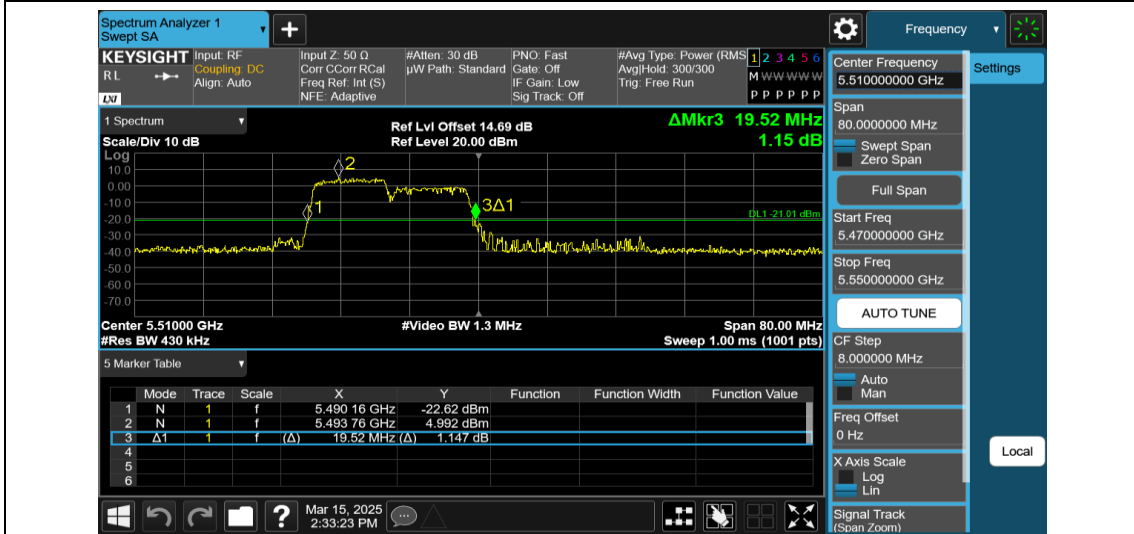 Spectrum Analyzer 1
Swept SA
Frequency
KEYSIGHT
RL
LXI
Input: RF
Coupling: DC
Align: Auto
Input Z: 50 Ω
Corr CCorr RCal
Freq Ref: Int (S)
NFE: Adaptive
#Atten: 30 dB
µW Path: Standard
PNO: Fast
Gate: Off
IF Gain: Low
Sig Track: Off
#Avg Type: Power (RMS
Avg|Hold: 300/300
Trig: Free Run
1 2 3 4 5 6
M W W W W W
P P P P P P
1 Spectrum
Scale/Div 10 dB
Ref Lvl Offset 14.69 dB
Ref Level 20.00 dBm
ΔMkr3 19.52 MHz
1.15 dB
Log
10.0
0.00
-10.0
-20.0
-30.0
-40.0
-50.0
-60.0
-70.0
1
2
3Δ1
DL1 -21.01 dBm
Center 5.51000 GHz
#Video BW 1.3 MHz
Span 80.00 MHz
#Res BW 430 kHz
Sweep 1.00 ms (1001 pts)
5 Marker Table
Mode Trace Scale X Y Function Function Width Function Value
1 N 1 f 5.490 16 GHz -22.62 dBm
2 N 1 f 5.493 76 GHz 4.992 dBm
3 Δ1 1 f (Δ) 19.52 MHz (Δ) 1.147 dB
4
5
6
?
Mar 15, 2025
2:33:23 PM
Center Frequency
5.510000000 GHz
Span
80.0000000 MHz
Swept Span
Zero Span
Full Span
Start Freq
5.470000000 GHz
Stop Freq
5.550000000 GHz
AUTO TUNE
CF Step
8.000000 MHz
Auto
Man
Freq Offset
0 Hz
X Axis Scale
Log
Lin
Signal Track
(Span Zoom)
Settings
Local